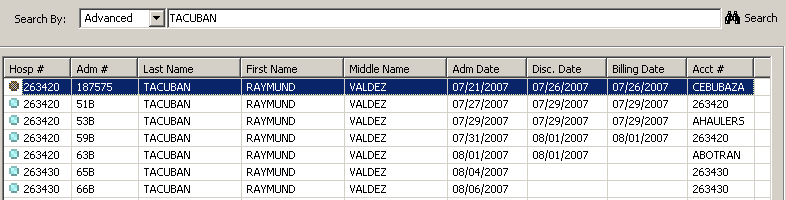 Search By: Advanced TACUBAN Search
Hosp # Adm # Last Name First Name Middle Name Adm Date Disc. Date Billing Date Acct #
263420 187575 TACUBAN RAYMUND VALDEZ 07/21/2007 07/26/2007 07/26/2007 CEBUBAZA
263420 51B TACUBAN RAYMUND VALDEZ 07/27/2007 07/29/2007 07/29/2007 263420
263420 53B TACUBAN RAYMUND VALDEZ 07/29/2007 07/29/2007 07/29/2007 AHAULERS
263420 59B TACUBAN RAYMUND VALDEZ 07/31/2007 08/01/2007 08/01/2007 263420
263420 63B TACUBAN RAYMUND VALDEZ 08/01/2007 08/01/2007 ABOTRAN
263430 65B TACUBAN RAYMUND VALDEZ 08/04/2007 263430
263430 66B TACUBAN RAYMUND VALDEZ 08/06/2007 263430